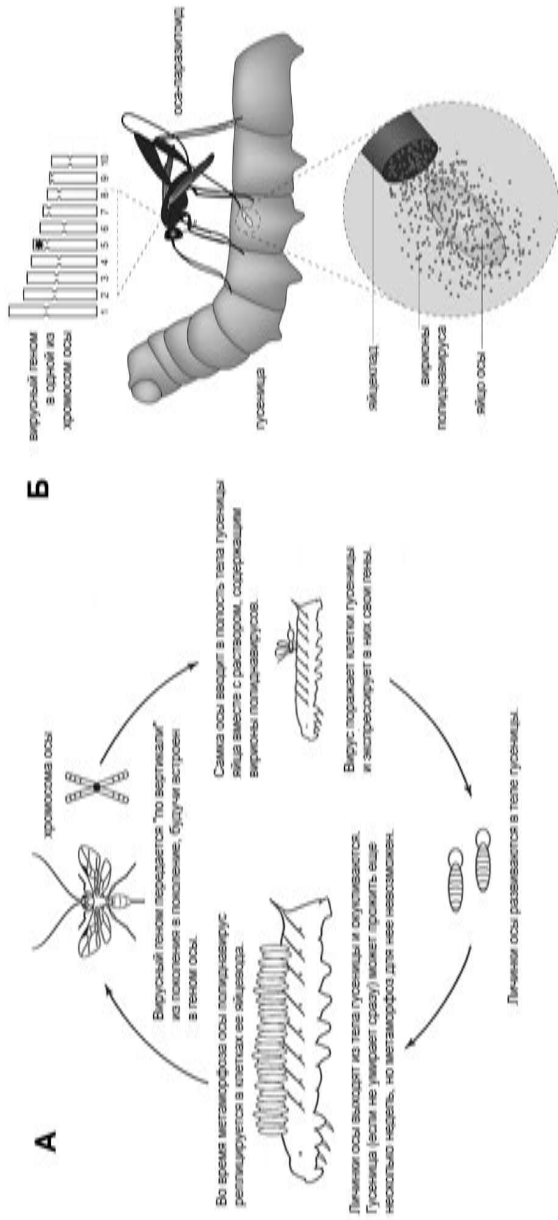 А
хромосома осы
Вирусный геном передается "по вертикали"
из поколения в поколение, будучи встроен
в геном осы.
Самка осы вводит в полость тела гусеницы
яйца вместе с раствором, содержащим
вирионы полиднавирусов.
Вирус поражает клетки гусеницы
и экспрессирует в них свои гены.
Личинки осы развиваются в теле гусеницы.
Личинки осы выходят из тела гусеницы и окукливаются.
Гусеница (если не умирает сразу) может прожить еще
несколько недель, но метаморфоз для нее невозможен.
Во время метаморфоза осы полиднавирус
реплицируется в клетках ее яйцевода.
Б
вирусный геном
в одной из
хромосом осы
1 2 3 4 5 6 7 8 9 10
оса-паразитоид
гусеница
яйцеклад
вирионы
полиднавируса
яйцо осы